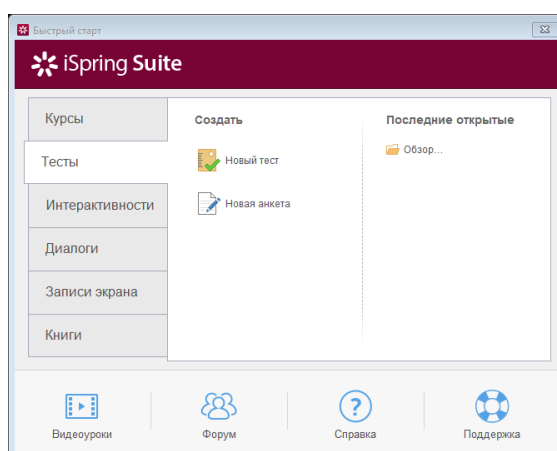 Быстрый старт
iSpring Suite
Курсы
Тесты
Интерактивности
Диалоги
Записи экрана
Книги
Создать
Новый тест
Новая анкета
Последние открытые
Обзор...
Видеоуроки
Форум
Справка
Поддержка